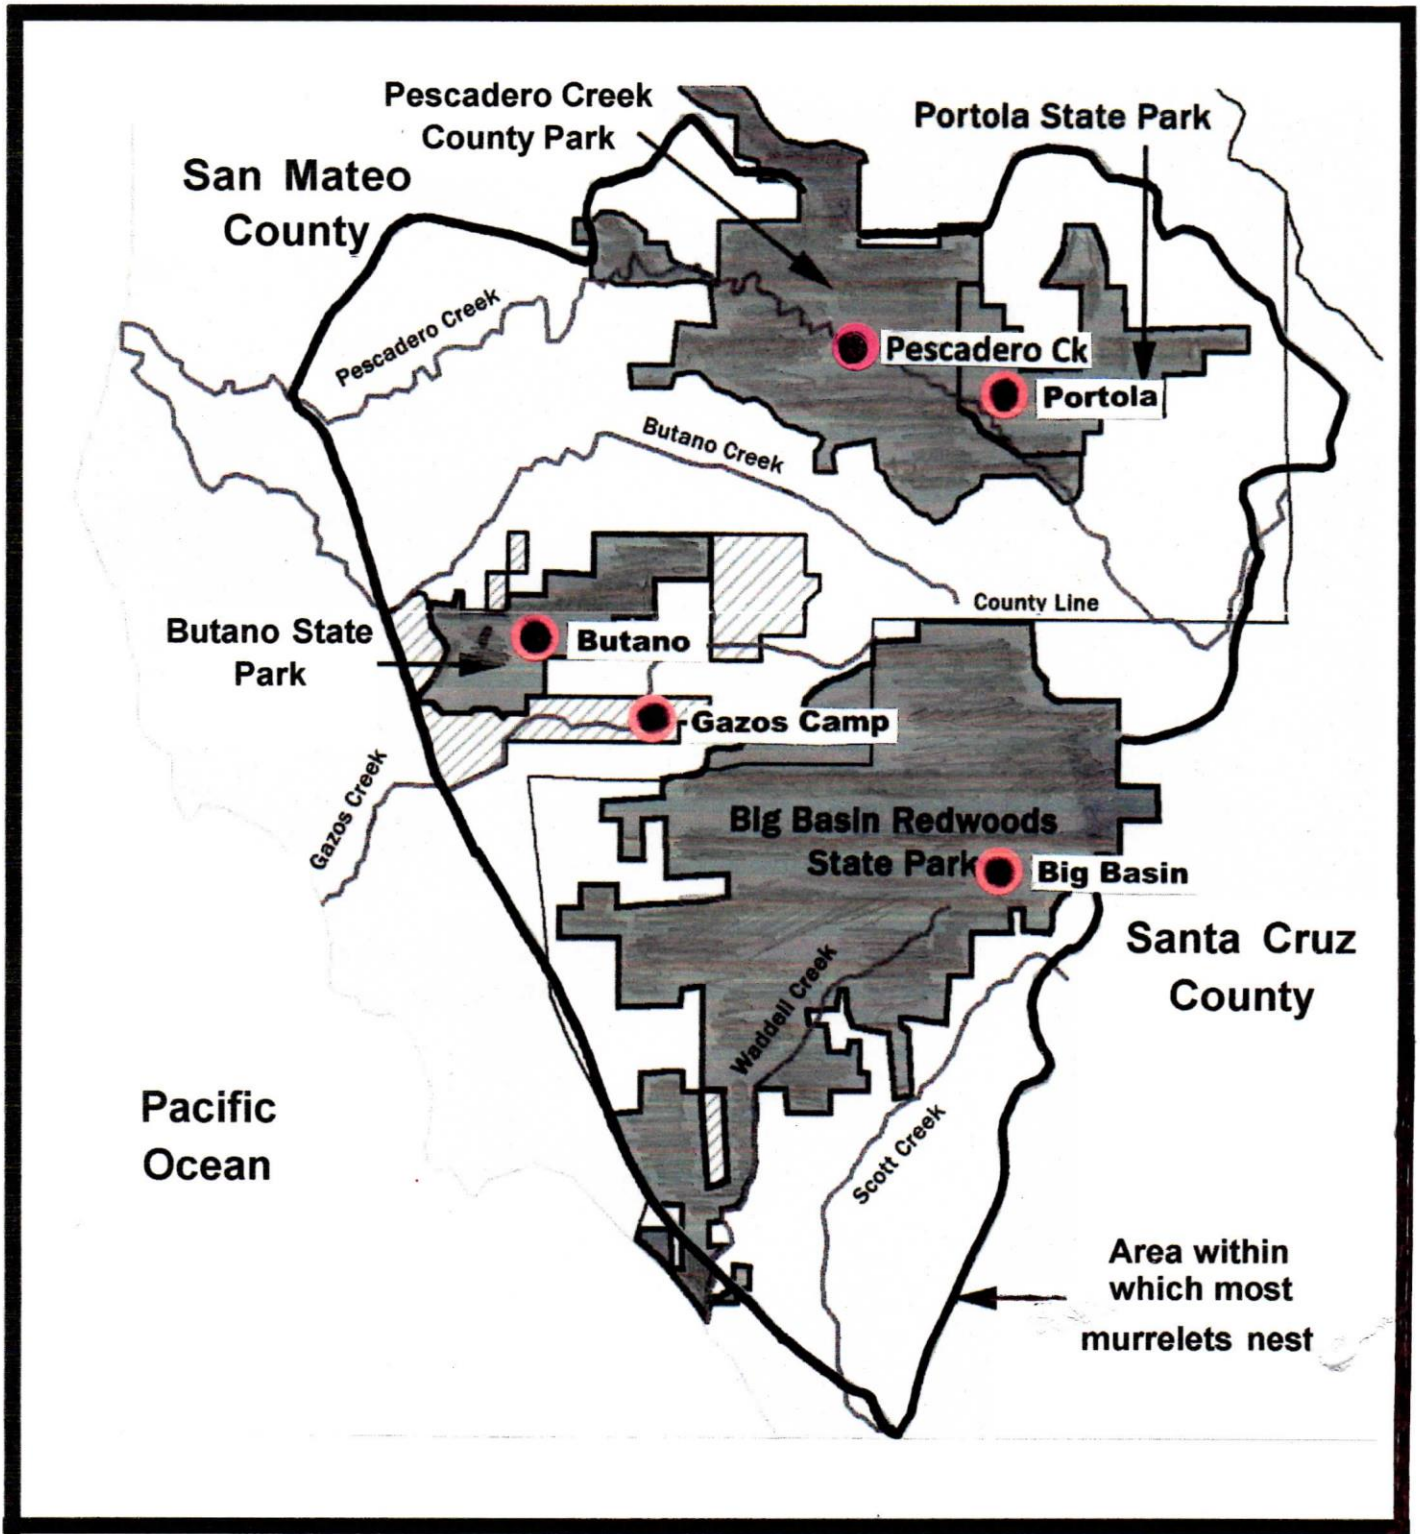 Pescadero Creek
County Park
Portola State Park
San Mateo
County
Pescadero Creek
Pescadero Ck
Portola
Butano Creek
County Line
Butano State
Park
Butano
Gazos Camp
Gazos Creek
Big Basin Redwoods
State Park
Big Basin
Santa Cruz
County
Waddell Creek
Scott Creek
Pacific
Ocean
Area within
which most
murrelets nest